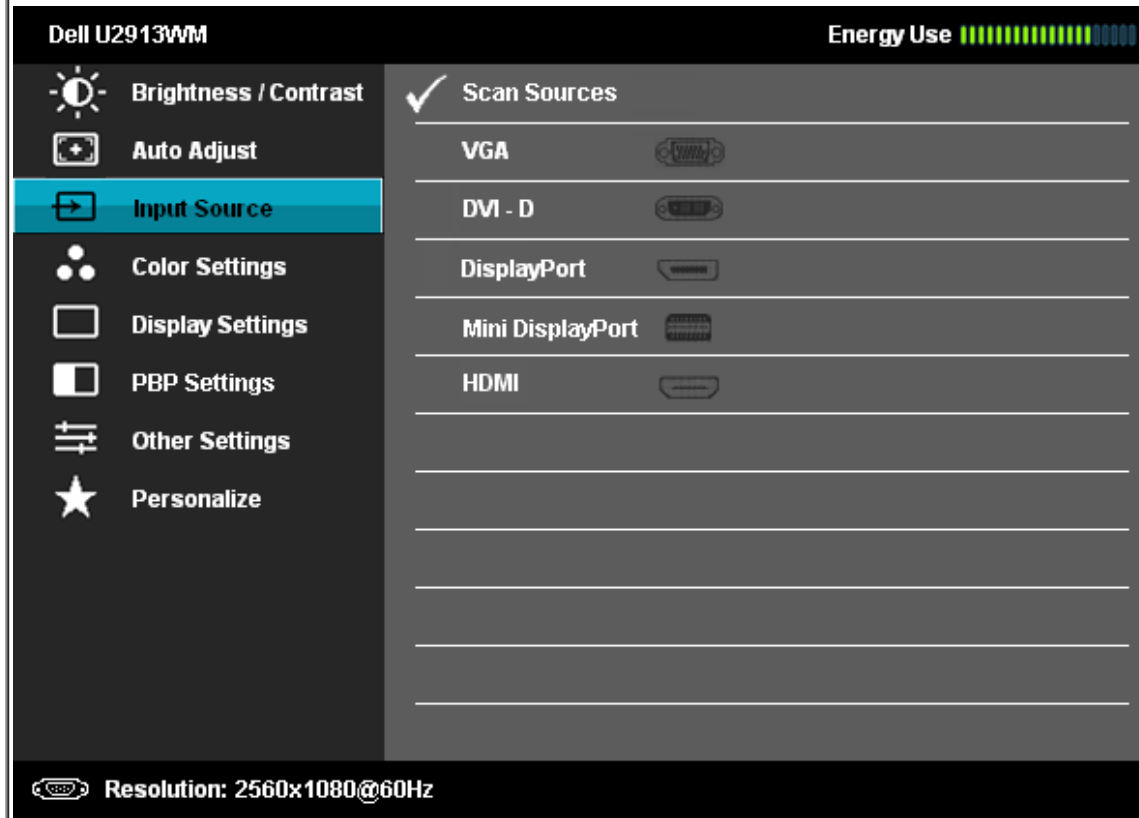 Dell U2913WM Energy Use
Brightness / Contrast Scan Sources
Auto Adjust VGA
Input Source DVI - D
Color Settings DisplayPort
Display Settings Mini DisplayPort
PBP Settings HDMI
Other Settings
Personalize
Resolution: 2560x1080@60Hz